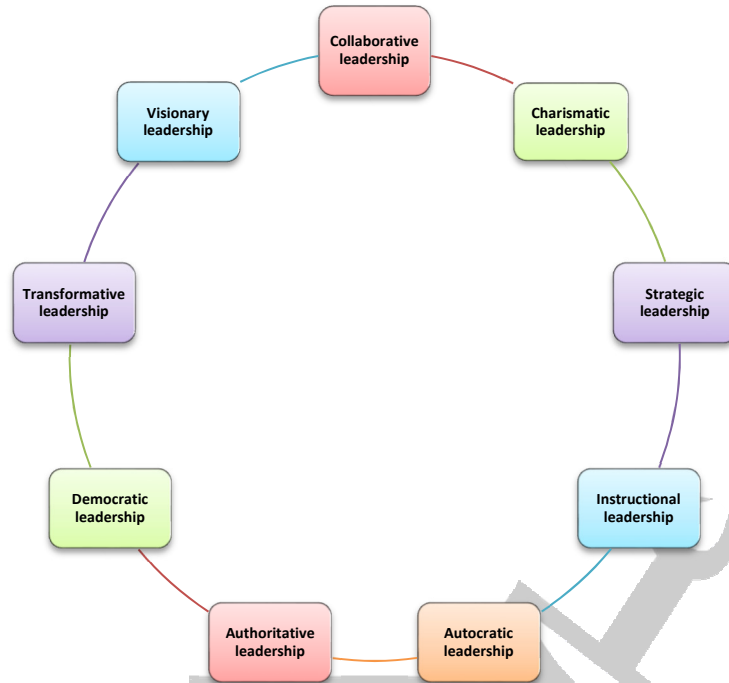 Collaborative
leadership
Charismatic
leadership
Strategic
leadership
Instructional
leadership
Autocratic
leadership
Authoritative
leadership
Democratic
leadership
Transformative
leadership
Visionary
leadership